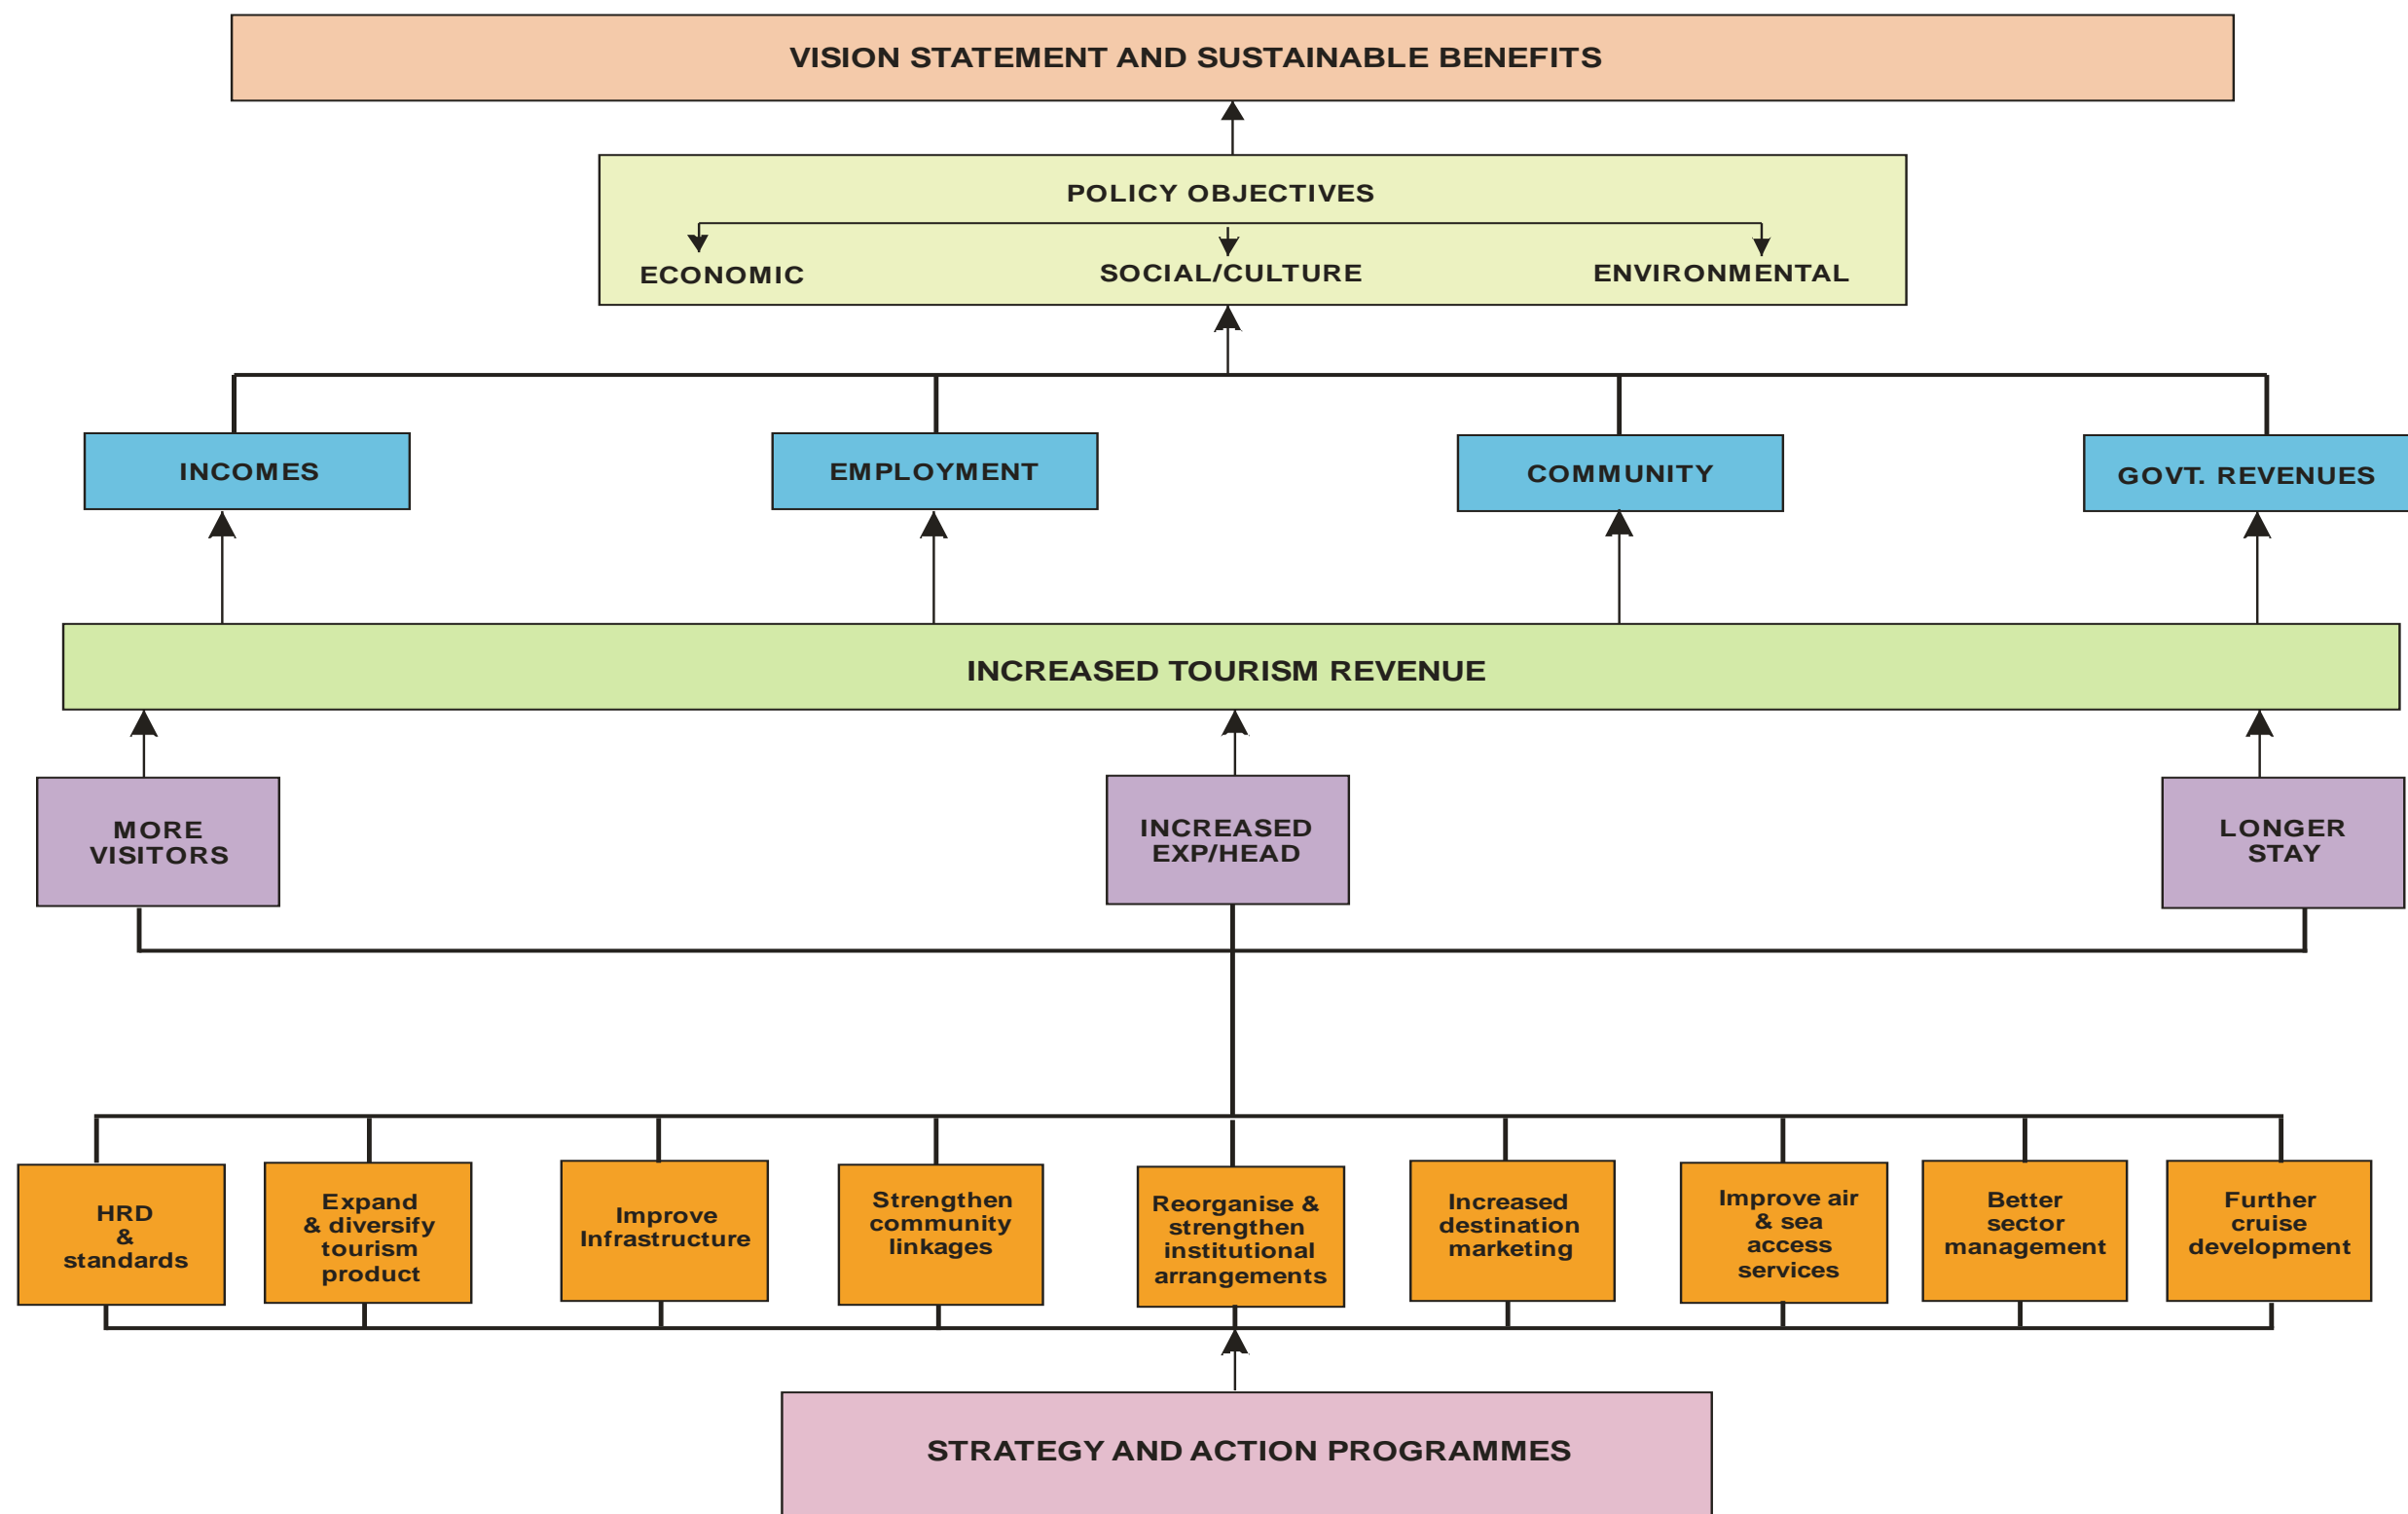 VISION STATEMENT AND SUSTAINABLE BENEFITS
POLICY OBJECTIVES
ECONOMIC
SOCIAL/CULTURE
ENVIRONMENTAL
INCOMES
EMPLOYMENT
COMMUNITY
GOVT. REVENUES
INCREASED TOURISM REVENUE
MORE
VISITORS
INCREASED
EXP/HEAD
LONGER
STAY
HRD
&
standards
Expand
& diversify
tourism
product
Improve
Infrastructure
Strengthen
community
linkages
Reorganise &
strengthen
institutional
arrangements
Increased
destination
marketing
Improve air
& sea
access
services
Better
sector
management
Further
cruise
development
STRATEGY AND ACTION PROGRAMMES